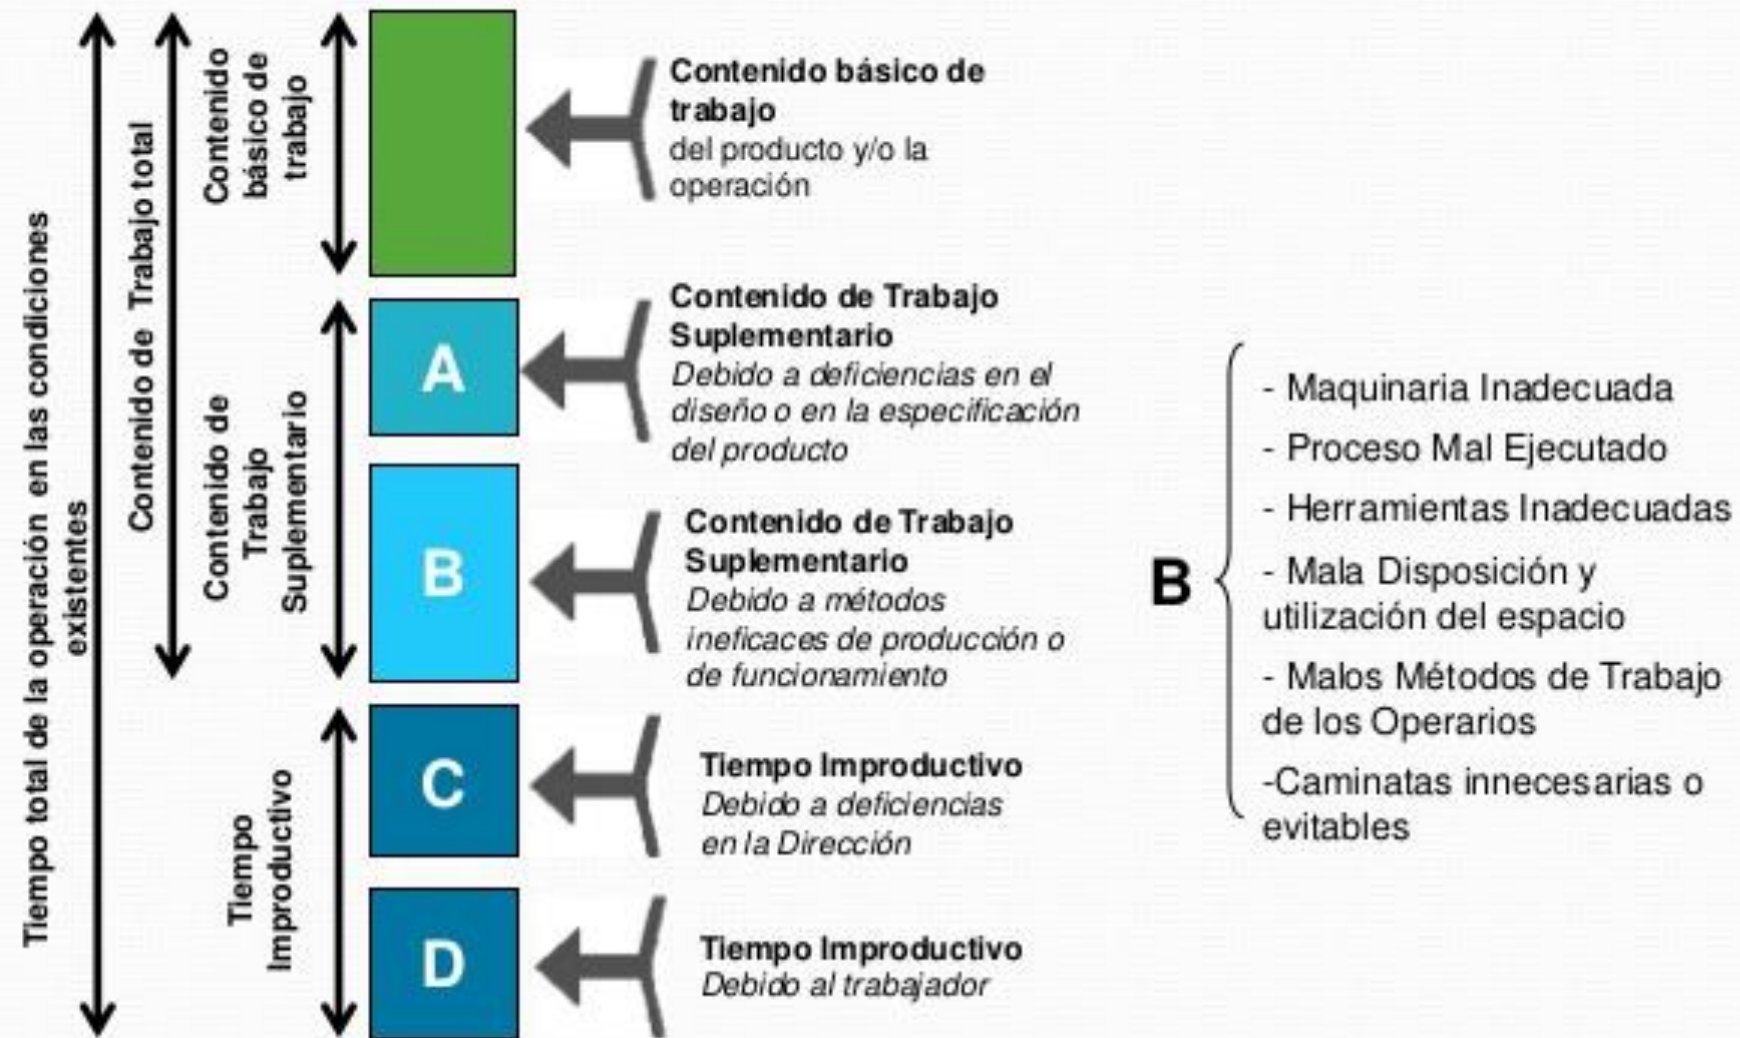 Tiempo total de la operación en las condiciones
existentes
Contenido de Trabajo total
Contenido
básico de
trabajo
Contenido de
Trabajo
Suplementario
Tiempo
Improductivo
Contenido básico de
trabajo
del producto y/o la
operación
A
Contenido de Trabajo
Suplementario
Debido a deficiencias en el
diseño o en la especificación
del producto
B
Contenido de Trabajo
Suplementario
Debido a métodos
ineficaces de producción o
de funcionamiento
C
Tiempo Improductivo
Debido a deficiencias
en la Dirección
D
Tiempo Improductivo
Debido al trabajador
B
- Maquinaria Inadecuada
- Proceso Mal Ejecutado
- Herramientas Inadecuadas
- Mala Disposición y
utilización del espacio
- Malos Métodos de Trabajo
de los Operarios
-Caminatas innecesarias o
evitables